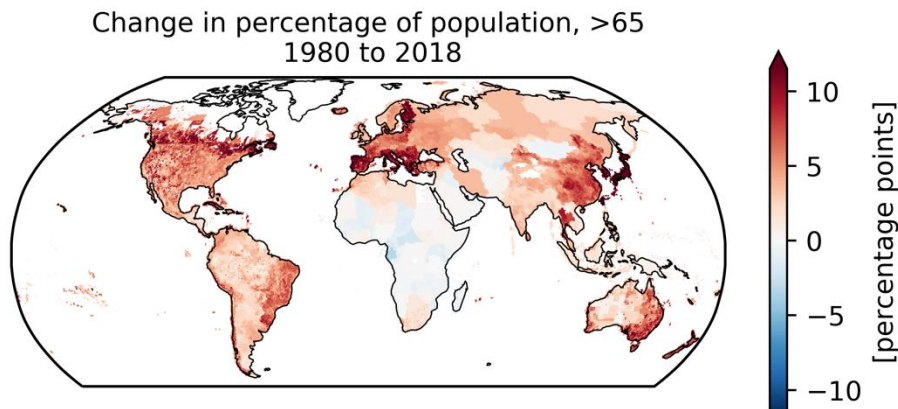 Change in percentage of population, >65
1980 to 2018
10
5
0
−5
−10
[percentage points]